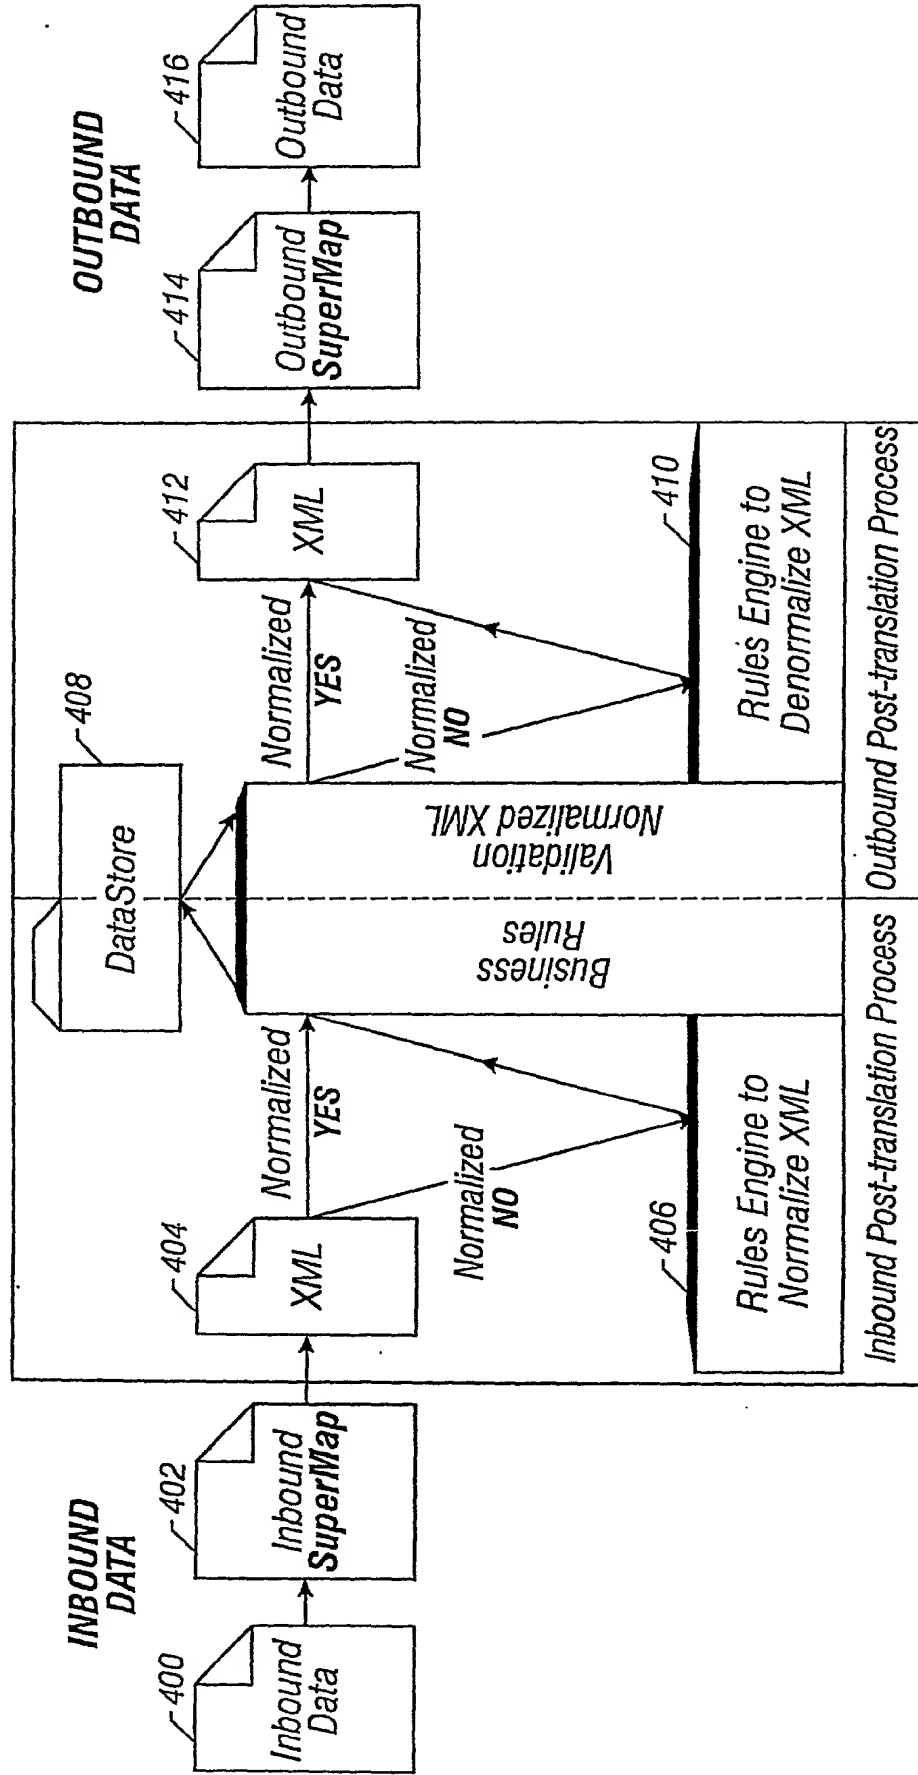 INBOUND
DATA
OUTBOUND
DATA
400
Inbound
Data
402
Inbound
SuperMap
404
XML
Normalized
YES
Normalized
NO
406
Rules Engine to
Normalize XML
408
DataStore
Business
Rules
Validation
Normalized XML
Normalized
YES
Normalized
NO
410
Rules Engine to
Denormalize XML
412
XML
414
Outbound
SuperMap
416
Outbound
Data
Inbound Post-translation Process
Outbound Post-translation Process